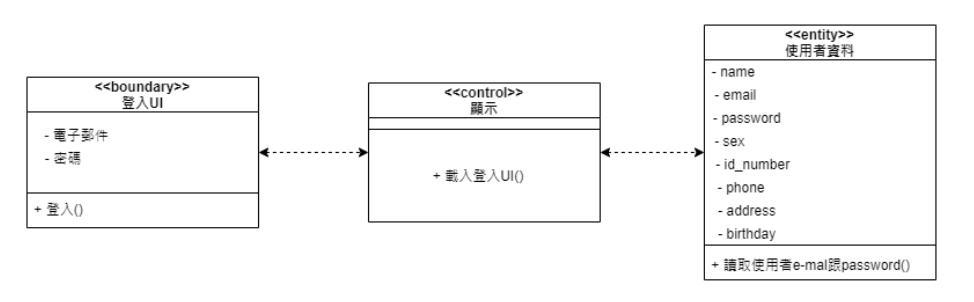 <<boundary>>
登入UI
- 電子郵件
- 密碼
+ 登入()
<<control>>
顯示
+ 載入登入UI()
<<entity>>
使用者資料
- name
- email
- password
- sex
- id_number
- phone
- address
- birthday
+ 讀取使用者e-mal跟password()